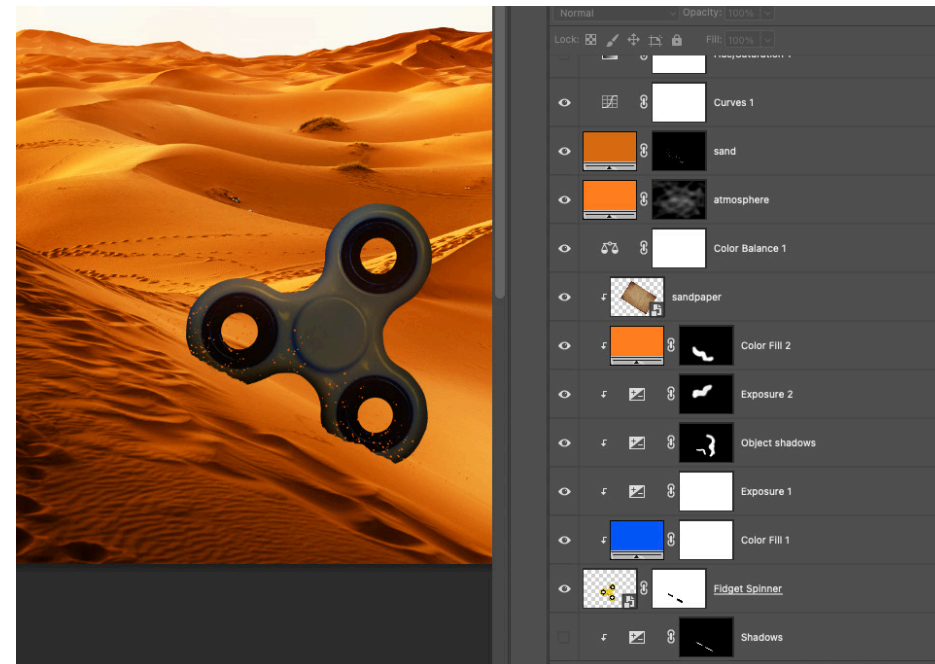 Normal Opacity: 100%
Lock: Fill: 100%
Curves 1
sand
atmosphere
Color Balance 1
sandpaper
Color Fill 2
Exposure 2
Object shadows
Exposure 1
Color Fill 1
Fidget Spinner
Shadows